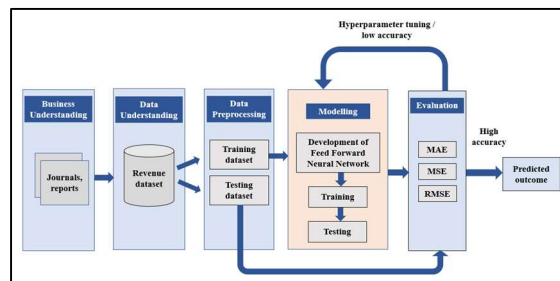 Hyperparameter tuning /
low accuracy
Business
Understanding
Journals,
reports
Data
Understanding
Revenue
dataset
Data
Preprocessing
Training
dataset
Testing
dataset
Modelling
Development of
Feed Forward
Neural Network
Training
Testing
Evaluation
MAE
MSE
RMSE
High
accuracy
Predicted
outcome